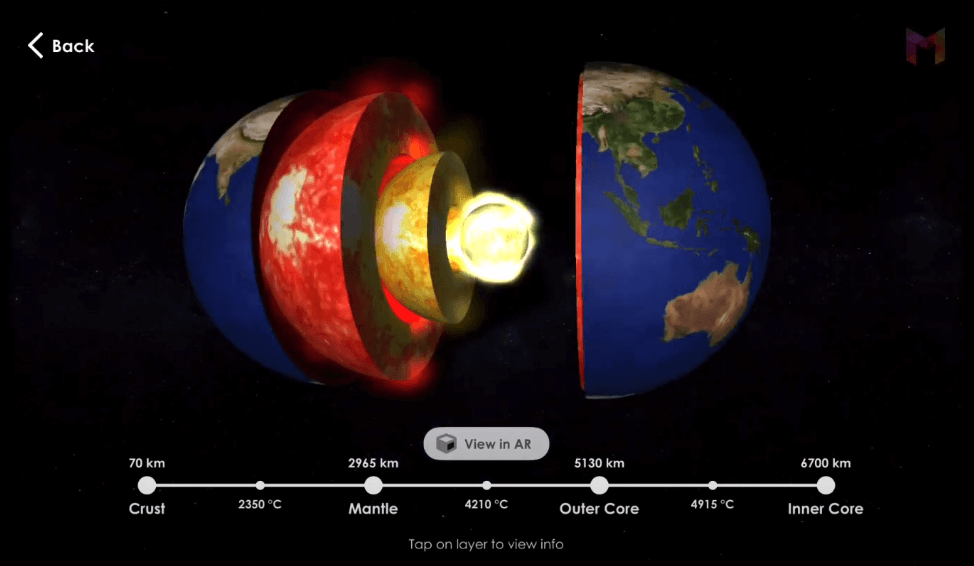 Back
View in AR
70 km 2965 km 5130 km 6700 km
2350 °C 4210 °C 4915 °C
Crust Mantle Outer Core Inner Core
Tap on layer to view info